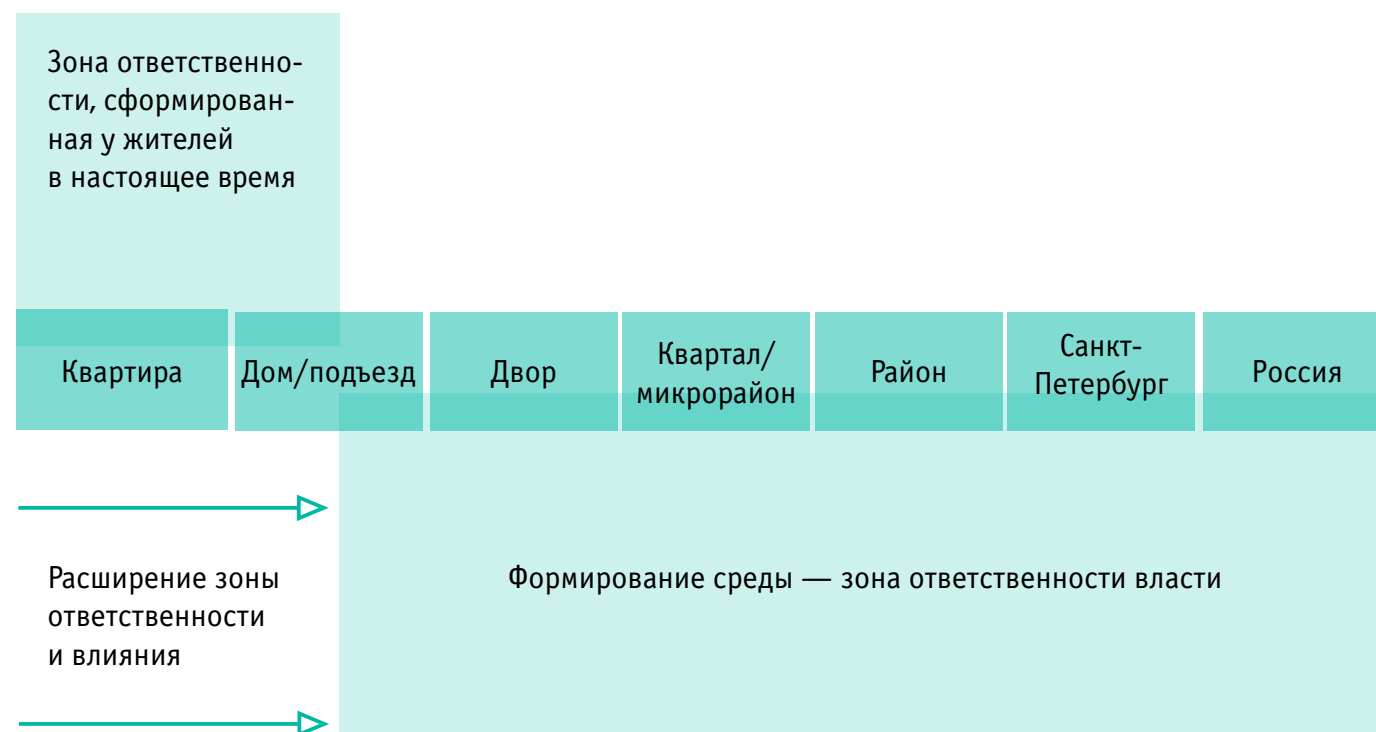 Зона ответственно-
сти, сформирован-
ная у жителей
в настоящее время
Квартира
Дом/подъезд
Двор
Квартал/
микрорайон
Район
Санкт-
Петербург
Россия
Расширение зоны
ответственности
и влияния
Формирование среды — зона ответственности власти